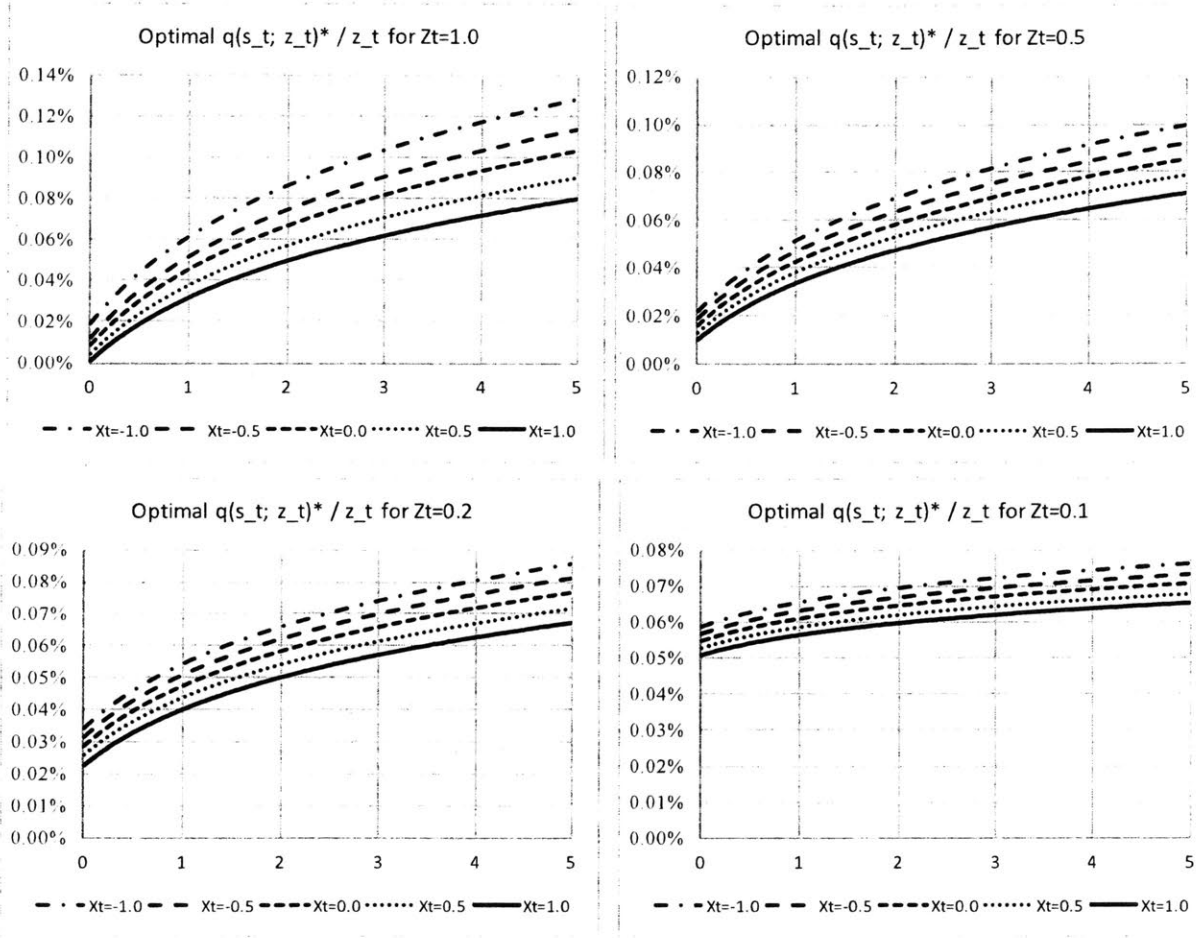 Optimal q(s_t; z_t)* / z_t for Zt=1.0
0.14%
0.12%
0.10%
0.08%
0.06%
0.04%
0.02%
0.00%
0 1 2 3 4 5
Xt=-1.0 Xt=-0.5 Xt=0.0 Xt=0.5 Xt=1.0
Optimal q(s_t; z_t)* / z_t for Zt=0.5
0.12%
0.10%
0.08%
0.06%
0.04%
0.02%
0.00%
0 1 2 3 4 5
Xt=-1.0 Xt=-0.5 Xt=0.0 Xt=0.5 Xt=1.0
Optimal q(s_t; z_t)* / z_t for Zt=0.2
0.09%
0.08%
0.07%
0.06%
0.05%
0.04%
0.03%
0.02%
0.01%
0.00%
0 1 2 3 4 5
Xt=-1.0 Xt=-0.5 Xt=0.0 Xt=0.5 Xt=1.0
Optimal q(s_t; z_t)* / z_t for Zt=0.1
0.08%
0.07%
0.06%
0.05%
0.04%
0.03%
0.02%
0.01%
0.00%
0 1 2 3 4 5
Xt=-1.0 Xt=-0.5 Xt=0.0 Xt=0.5 Xt=1.0